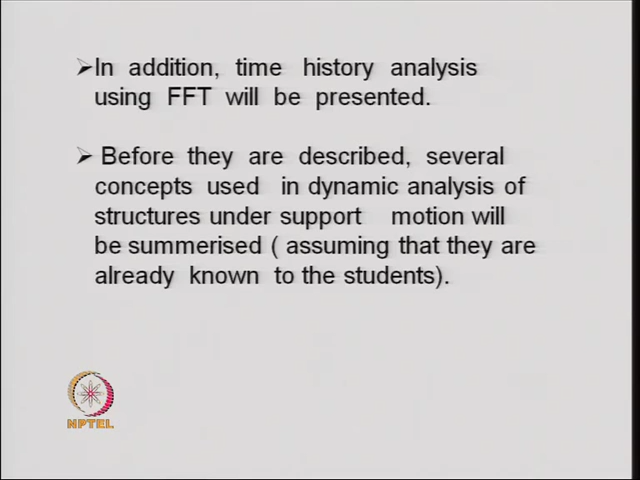 ➢In addition, time history analysis
using FFT will be presented.
➢ Before they are described, several
concepts used in dynamic analysis of
structures under support motion will
be summerised ( assuming that they are
already known to the students).
NPTEL